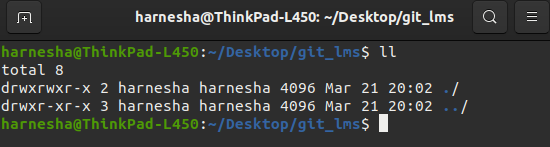 harnesha@ThinkPad-L450: ~/Desktop/git_lms
harnesha@ThinkPad-L450:~/Desktop/git_lms$ ll
total 8
drwxrwxr-x 2 harnesha harnesha 4096 Mar 21 20:02 ./
drwxr-xr-x 3 harnesha harnesha 4096 Mar 21 20:02 ../
harnesha@ThinkPad-L450:~/Desktop/git_lms$